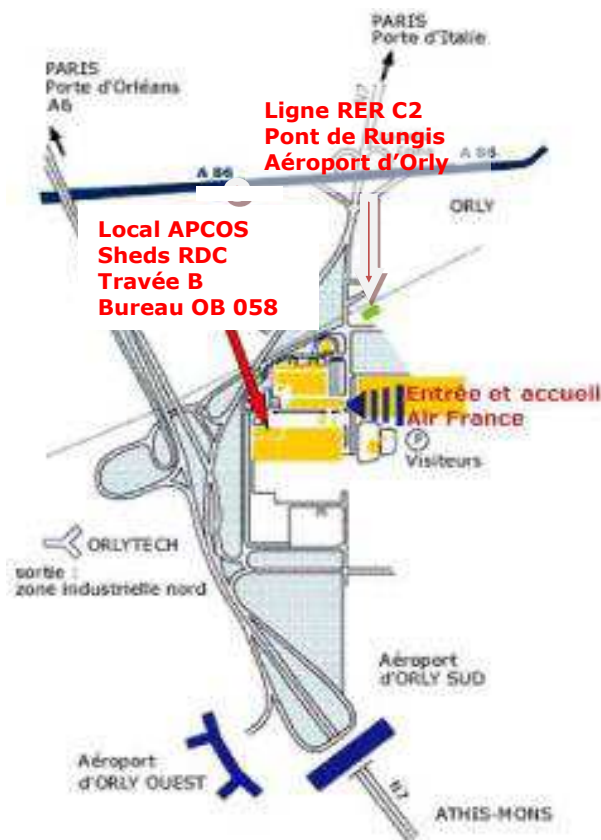 PARIS
Porte d'Italie
PARIS
Porte d'Orléans
A6
N7
Ligne RER C2
Pont de Rungis
Aéroport d'Orly
A 86
A 86
ORLY
Local APCOS
Sheds RDC
Travée B
Bureau OB 058
Entrée et accueil
Air France
P
Visiteurs
ORLYTECH
sortie :
zone industrielle nord
Aéroport
d'ORLY SUD
Aéroport
d'ORLY OUEST
N7
ATHIS-MONS